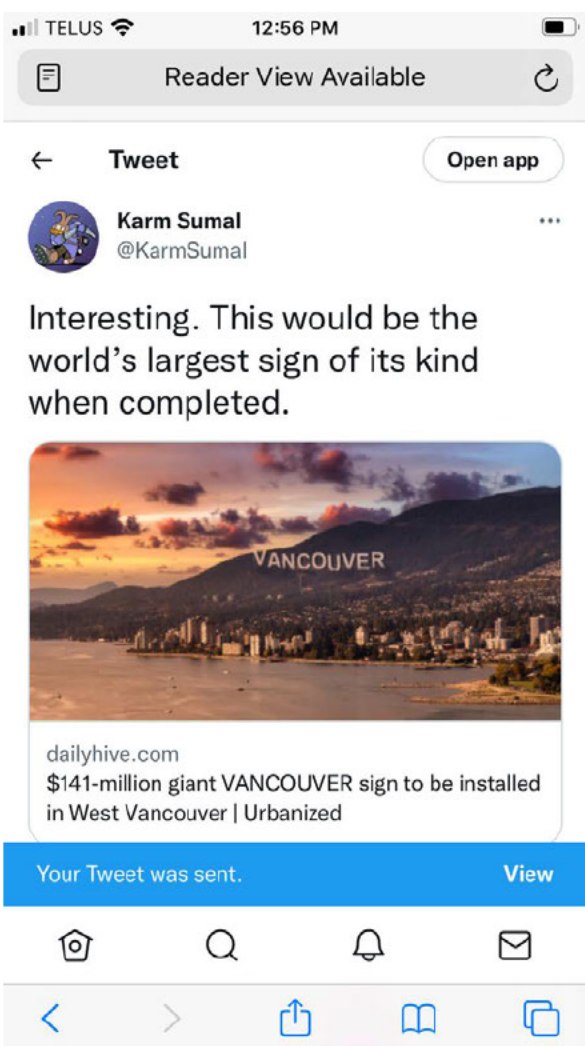 TELUS 12:56 PM
Reader View Available
Tweet Open app
Karm Sumal
@KarmSumal
Interesting. This would be the
world's largest sign of its kind
when completed.
VANCOUVER
dailyhive.com
$141-million giant VANCOUVER sign to be installed
in West Vancouver | Urbanized
Your Tweet was sent. View